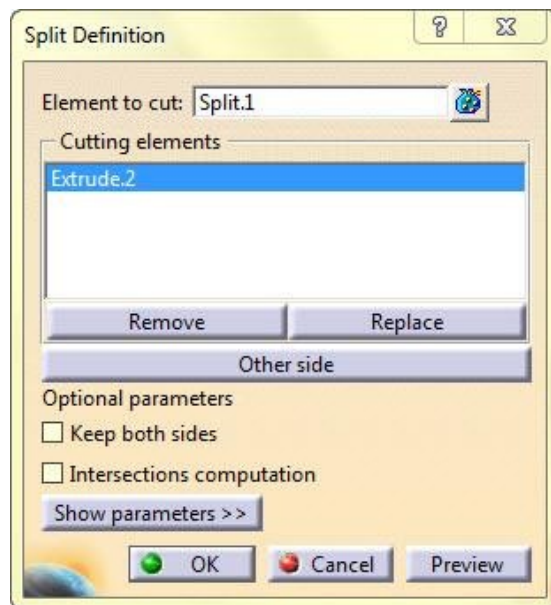 Split Definition
Element to cut: Split.1
Cutting elements
Extrude.2
Remove Replace
Other side
Optional parameters
Keep both sides
Intersections computation
Show parameters >>
OK Cancel Preview